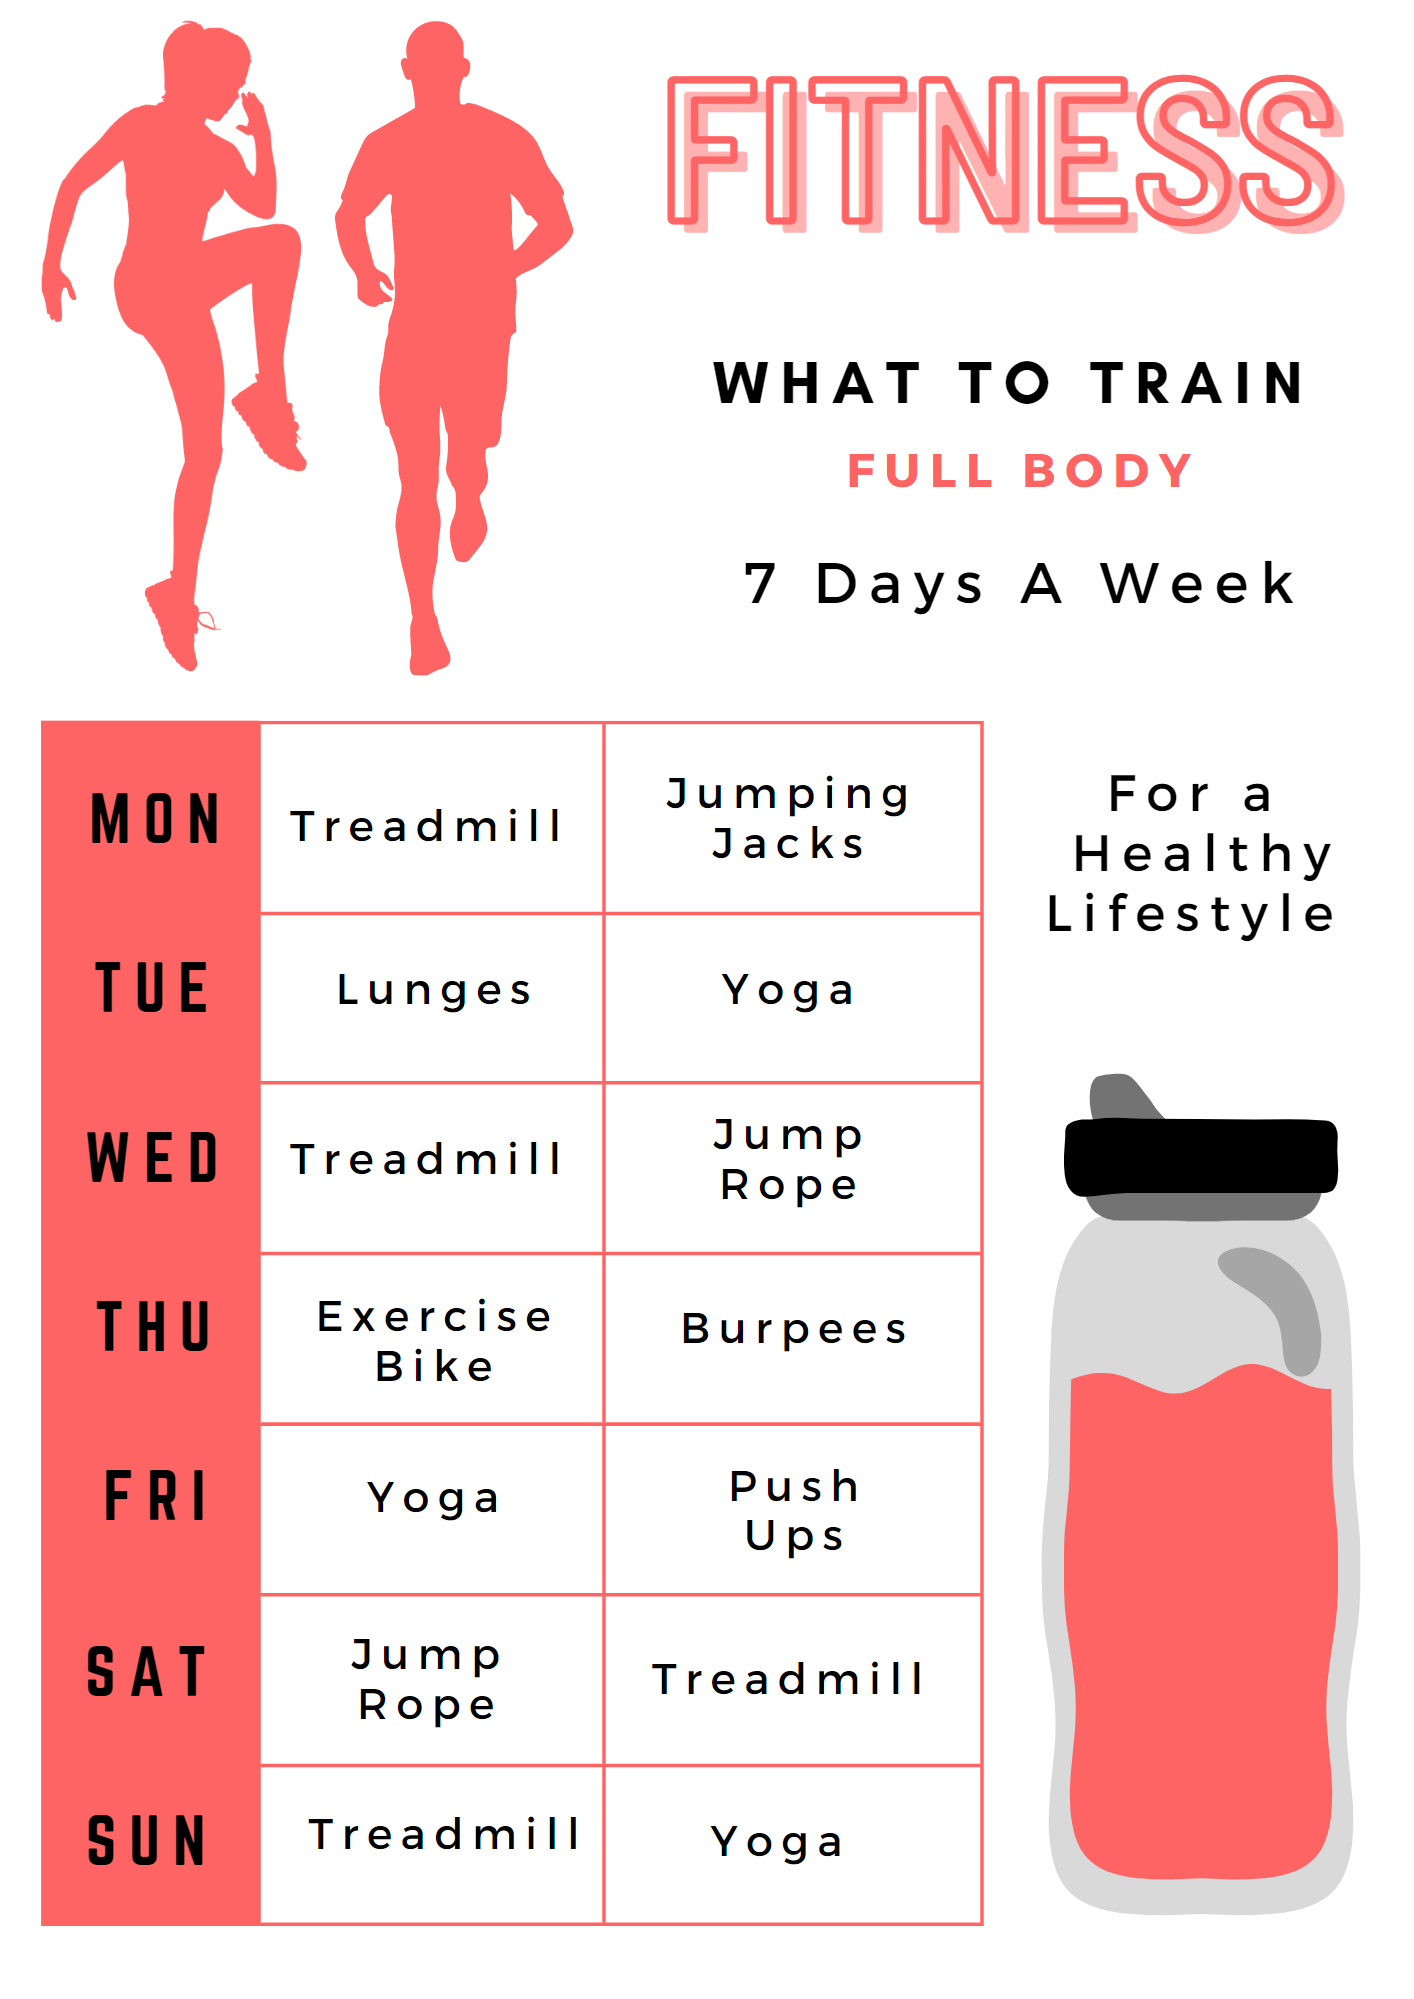 FITNESS
WHAT TO TRAIN
FULL BODY
7 Days A Week
MON
Treadmill
Jumping
Jacks
For a
Healthy
Lifestyle
TUE
Lunges
Yoga
WED
Treadmill
Jump
Rope
THU
Exercise
Bike
Burpees
FRI
Yoga
Push
Ups
SAT
Jump
Rope
Treadmill
SUN
Treadmill
Yoga